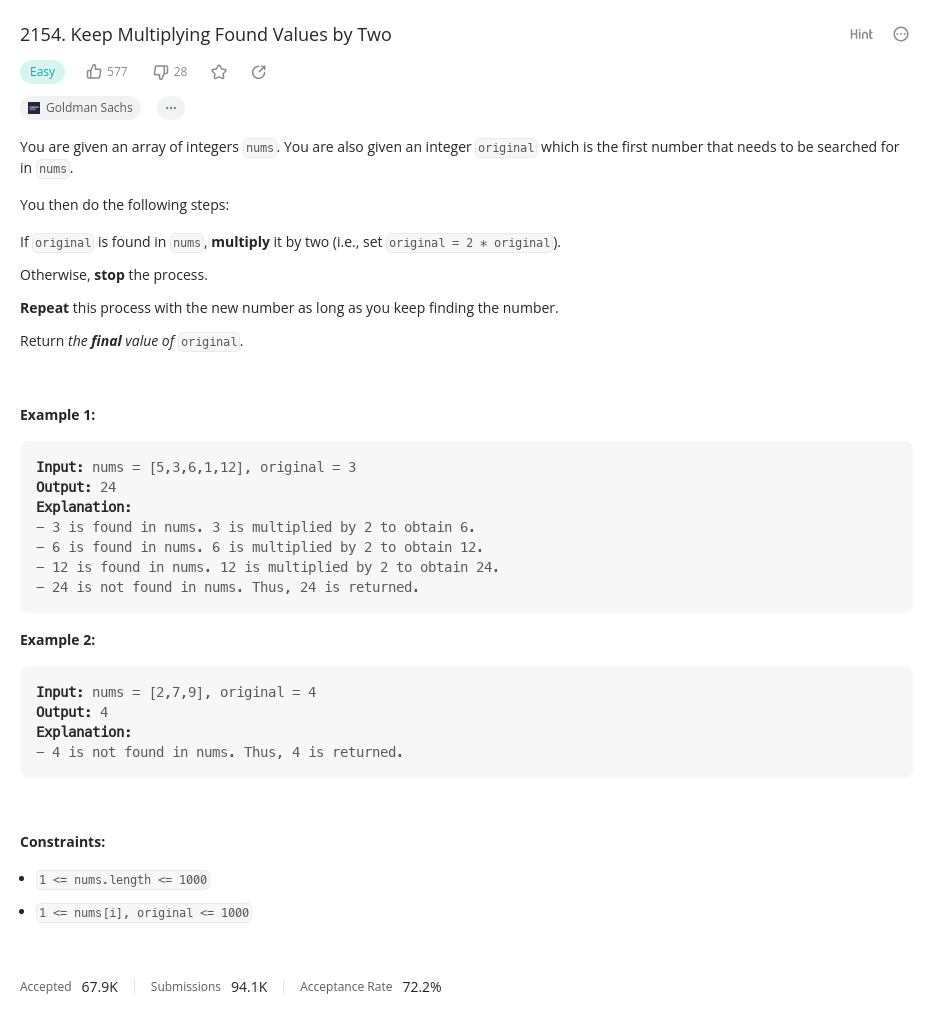 2154. Keep Multiplying Found Values by Two
Hint
Easy 577 28
Goldman Sachs ...
You are given an array of integers nums. You are also given an integer original which is the first number that needs to be searched for
in nums.
You then do the following steps:
If original is found in nums, multiply it by two (i.e., set original = 2 * original).
Otherwise, stop the process.
Repeat this process with the new number as long as you keep finding the number.
Return the final value of original.
Example 1:
Input: nums = [5,3,6,1,12], original = 3
Output: 24
Explanation:
- 3 is found in nums. 3 is multiplied by 2 to obtain 6.
- 6 is found in nums. 6 is multiplied by 2 to obtain 12.
- 12 is found in nums. 12 is multiplied by 2 to obtain 24.
- 24 is not found in nums. Thus, 24 is returned.
Example 2:
Input: nums = [2,7,9], original = 4
Output: 4
Explanation:
- 4 is not found in nums. Thus, 4 is returned.
Constraints:
• 1 <= nums.length <= 1000
• 1 <= nums[i], original <= 1000
Accepted 67.9K Submissions 94.1K Acceptance Rate 72.2%